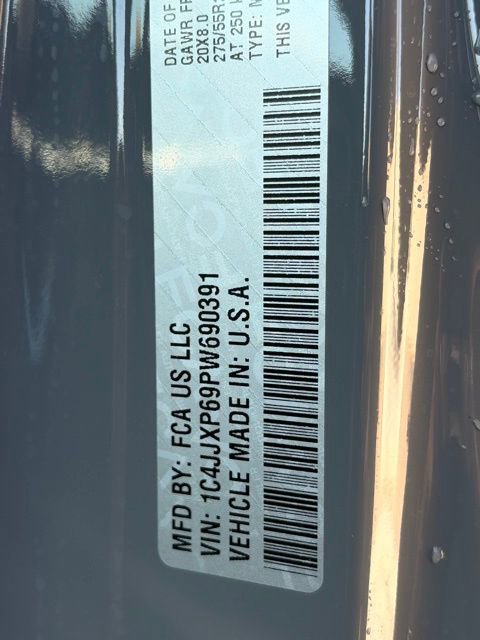 MFD BY: FCA US LLC
VIN: 1C4JJXP69PW690391
VEHICLE MADE IN: U.S.A.
DATE OF
GAWR FR
20X8.0
275/55R
AT 250
TYPE:
THIS VE